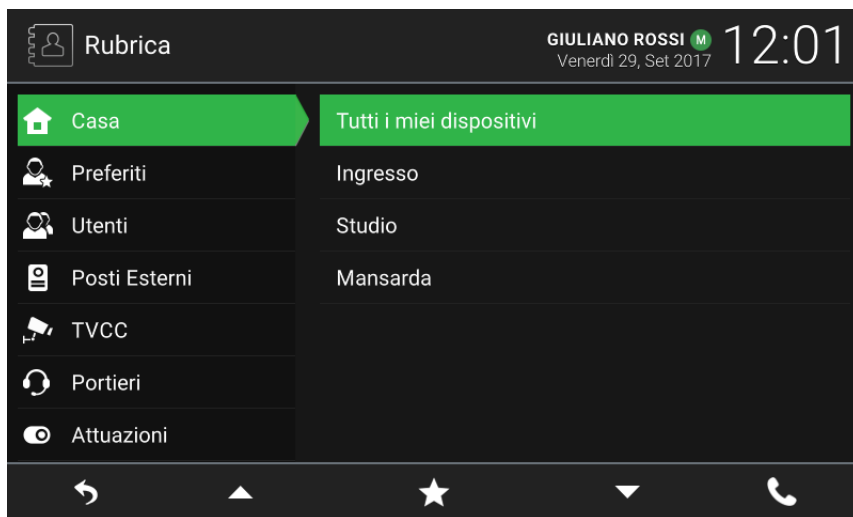 Rubrica
GIULIANO ROSSI M
Venerdì 29, Set 2017
12:01
Casa
Preferiti
Utenti
Posti Esterni
TVCC
Portieri
Attuazioni
Tutti i miei dispositivi
Ingresso
Studio
Mansarda